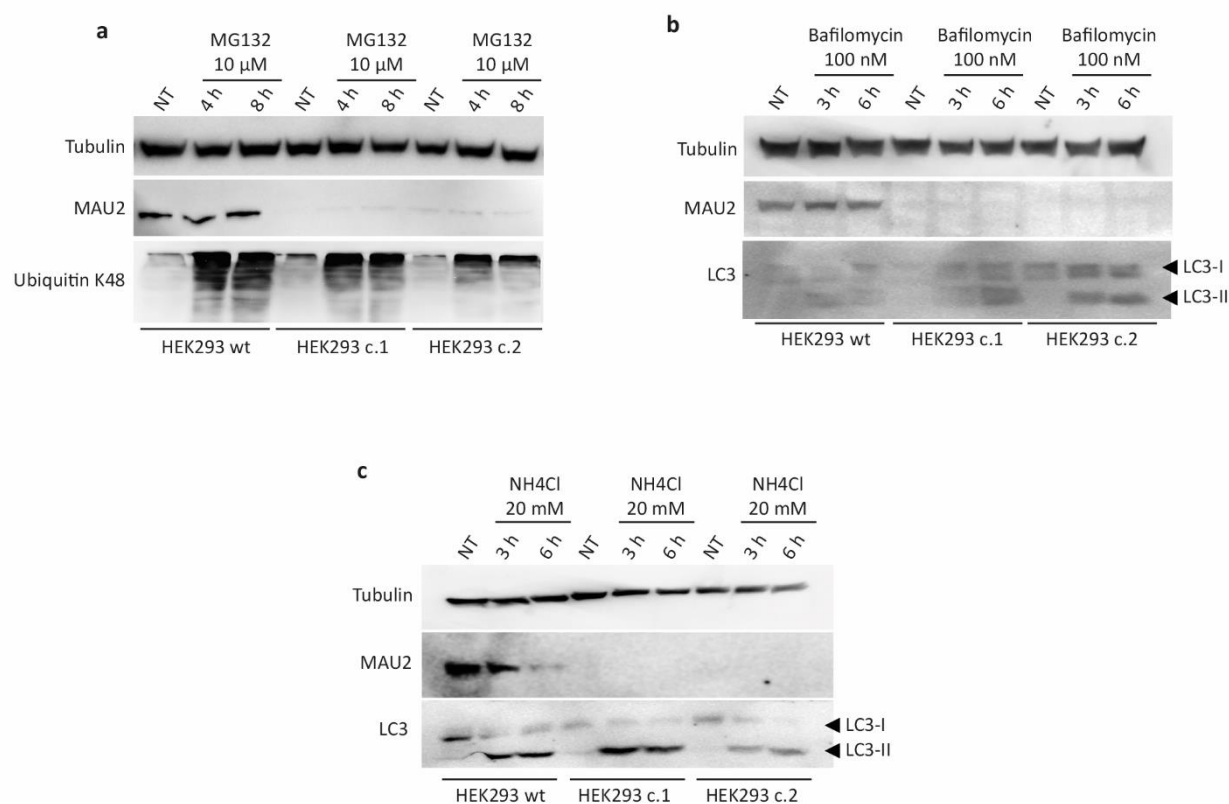 a
MG132 MG132 MG132
10 µM 10 µM 10 µM
NT 4 h 8 h NT 4 h 8 h NT 4 h 8 h
Tubulin
MAU2
Ubiquitin K48
HEK293 wt HEK293 c.1 HEK293 c.2
b
Bafilomycin Bafilomycin Bafilomycin
100 nM 100 nM 100 nM
NT 3 h 6 h NT 3 h 6 h NT 3 h 6 h
Tubulin
MAU2
LC3
LC3-I
LC3-II
HEK293 wt HEK293 c.1 HEK293 c.2
c
NH4Cl NH4Cl NH4Cl
20 mM 20 mM 20 mM
NT 3 h 6 h NT 3 h 6 h NT 3 h 6 h
Tubulin
MAU2
LC3
LC3-I
LC3-II
HEK293 wt HEK293 c.1 HEK293 c.2